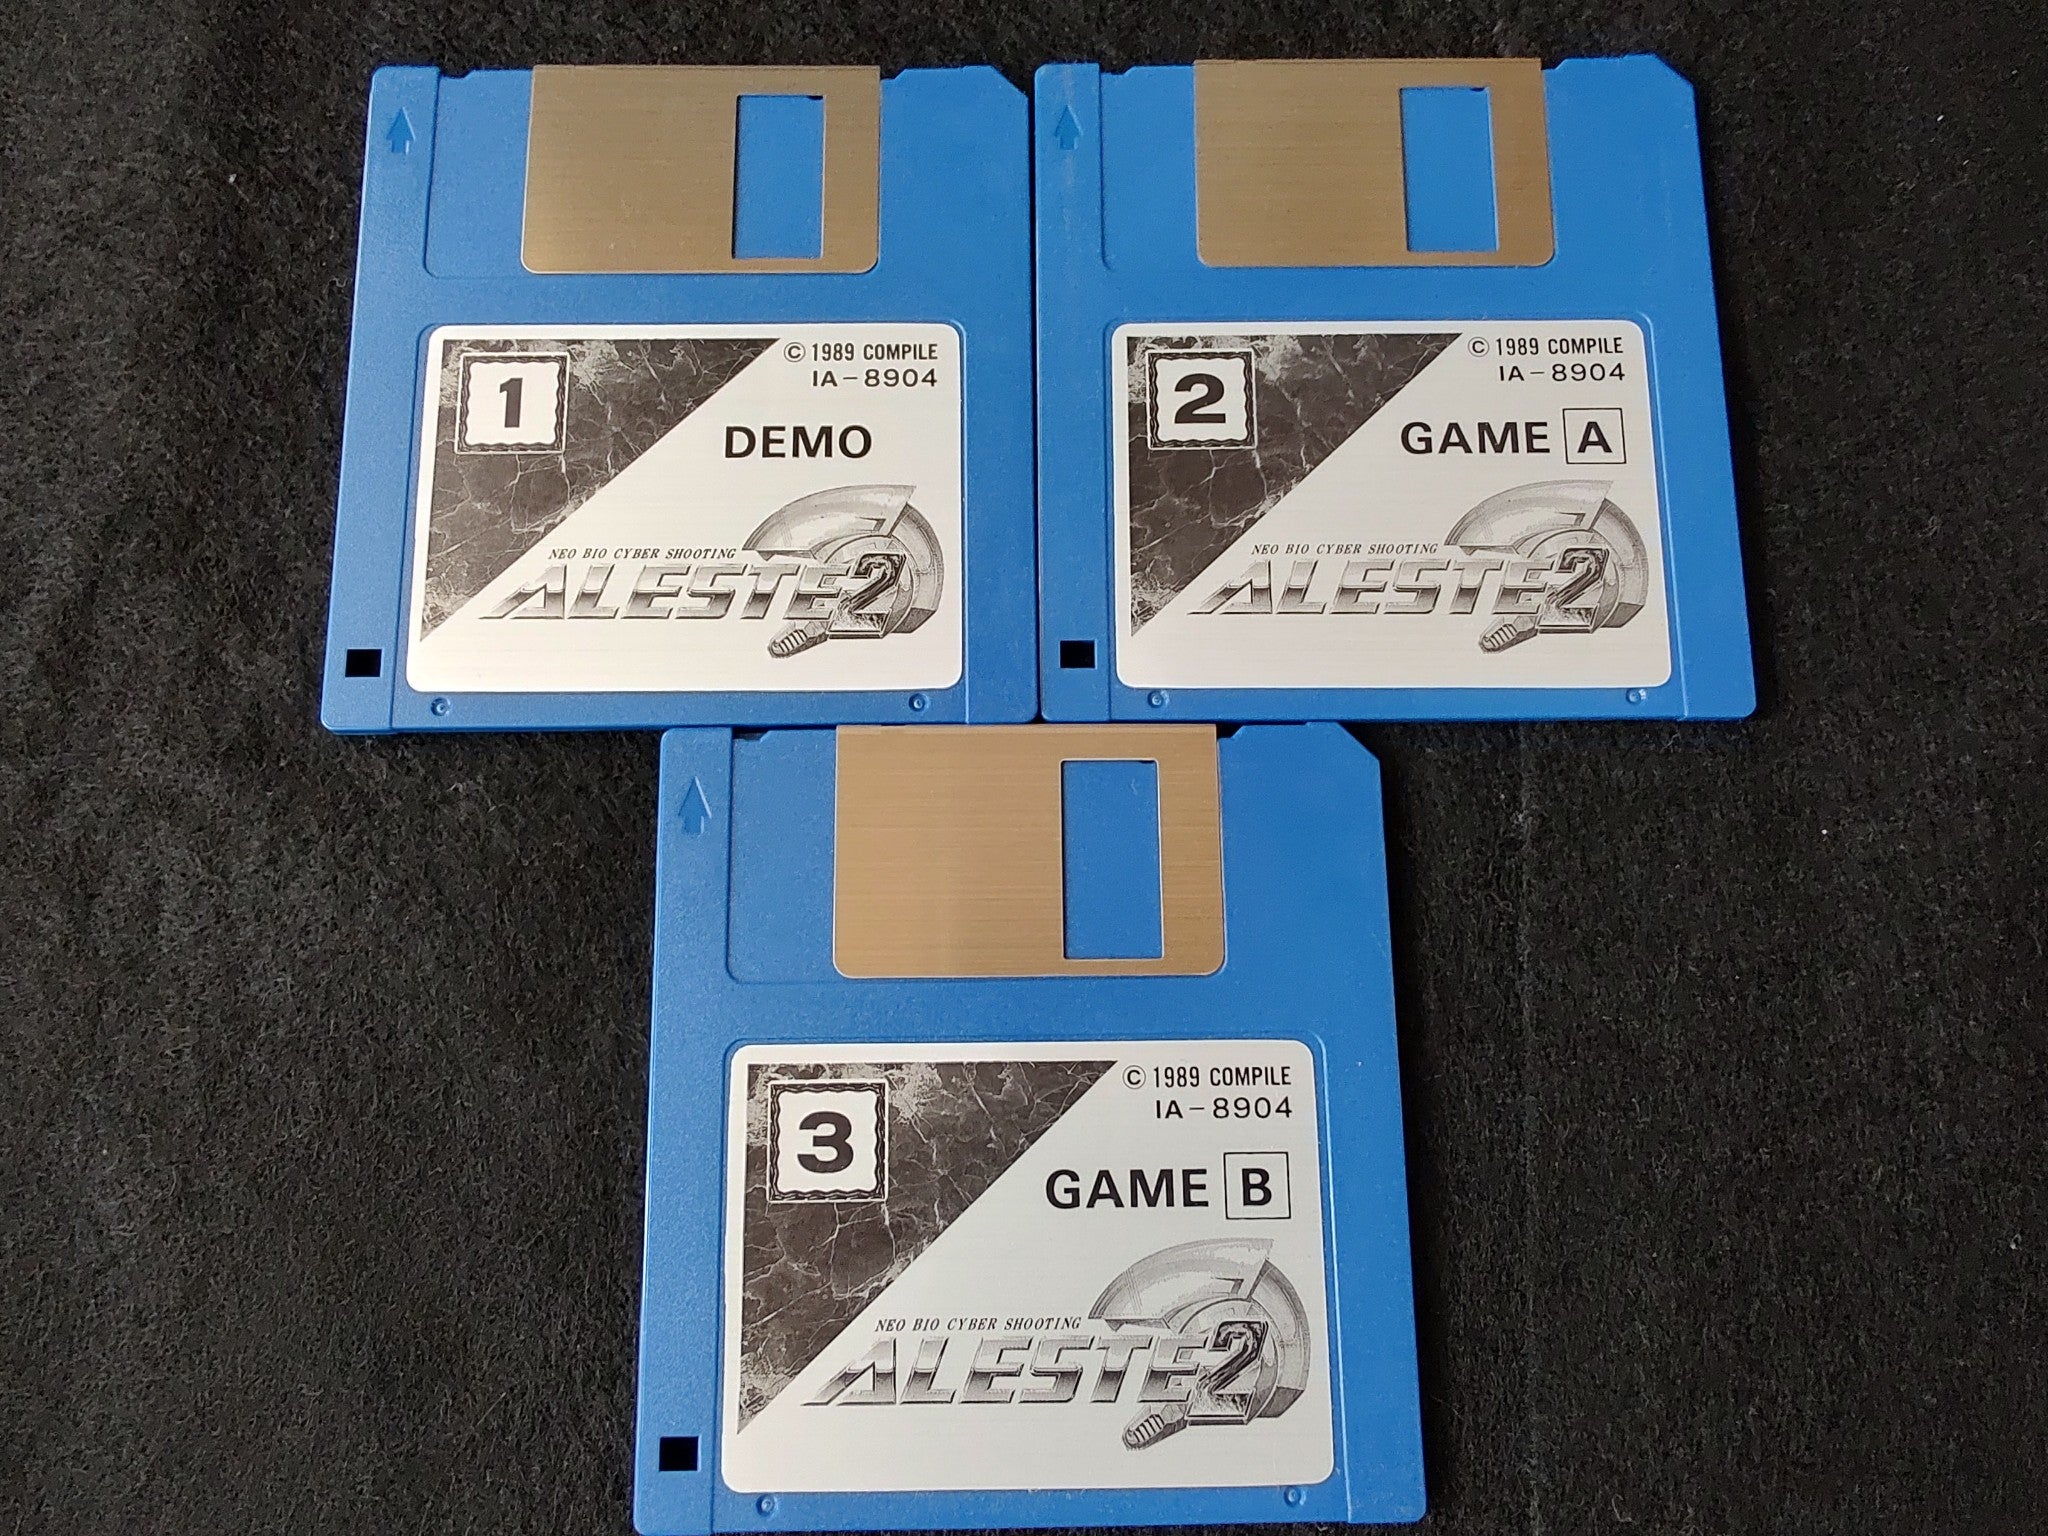 1
© 1989 COMPILE
IA-8904
DEMO
NEO BIO CYBER SHOOTING
ALESTE2
2
© 1989 COMPILE
IA-8904
GAME A
NEO BIO CYBER SHOOTING
ALESTE2
3
© 1989 COMPILE
IA-8904
GAME B
NEO BIO CYBER SHOOTING
ALESTE2